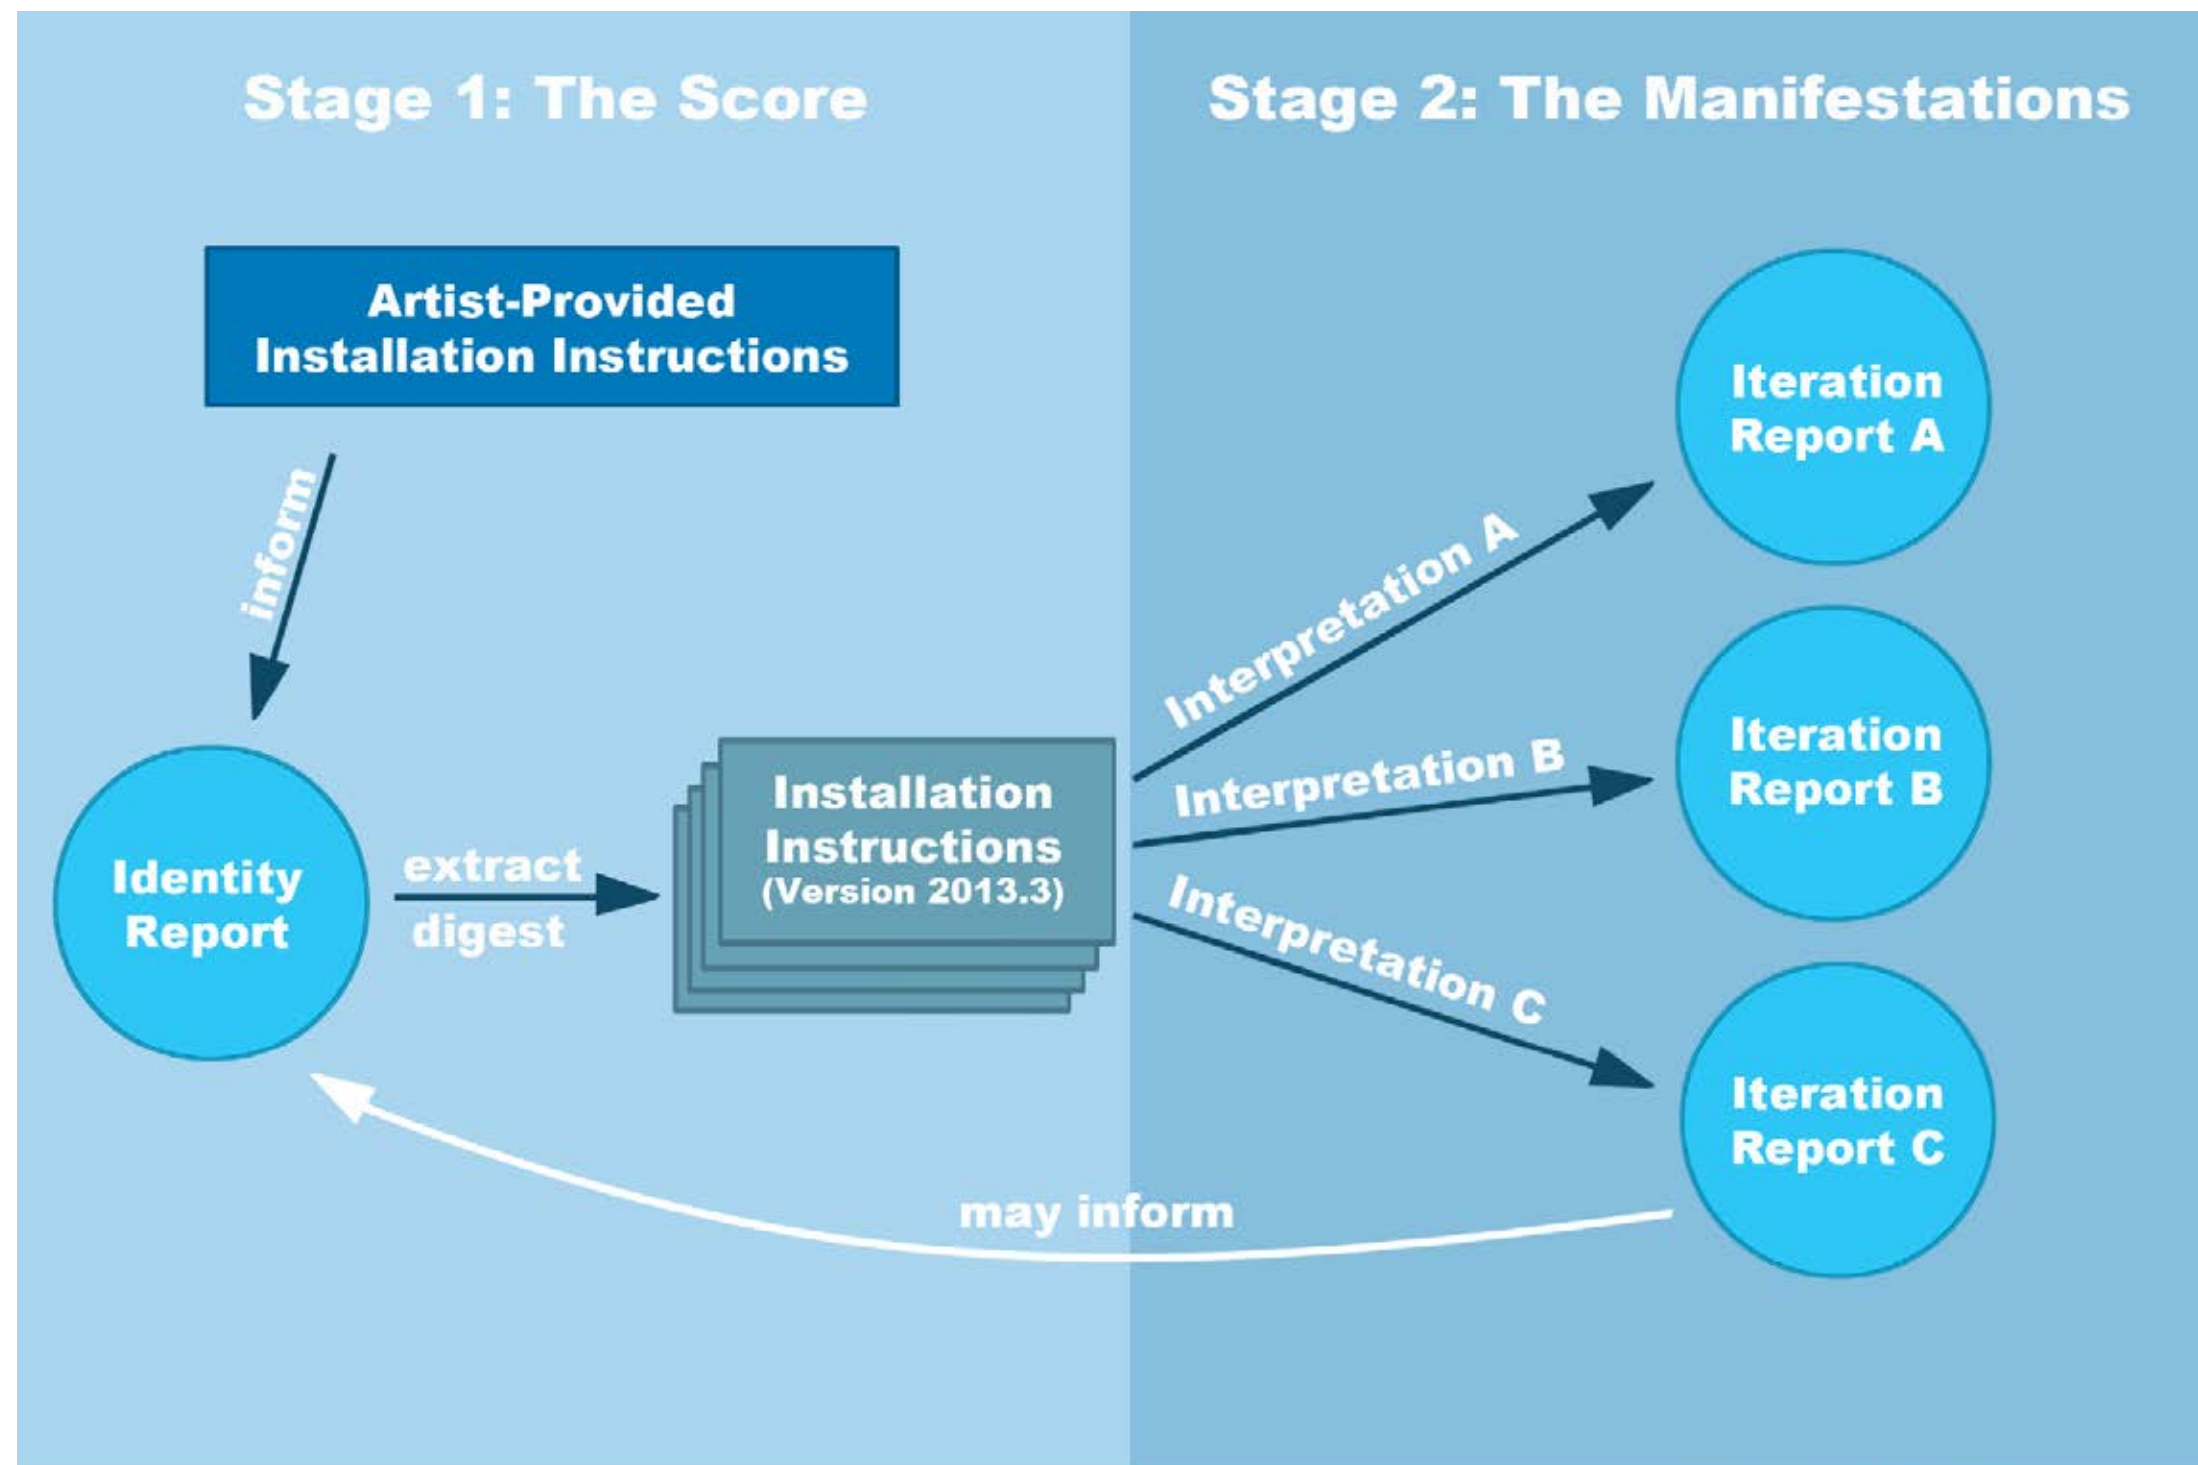 Stage 1: The Score
Stage 2: The Manifestations
Artist-Provided
Installation Instructions
inform
Identity
Report
extract
digest
Installation
Instructions
(Version 2013.3)
Interpretation A
Interpretation B
Interpretation C
Iteration
Report A
Iteration
Report B
Iteration
Report C
may inform